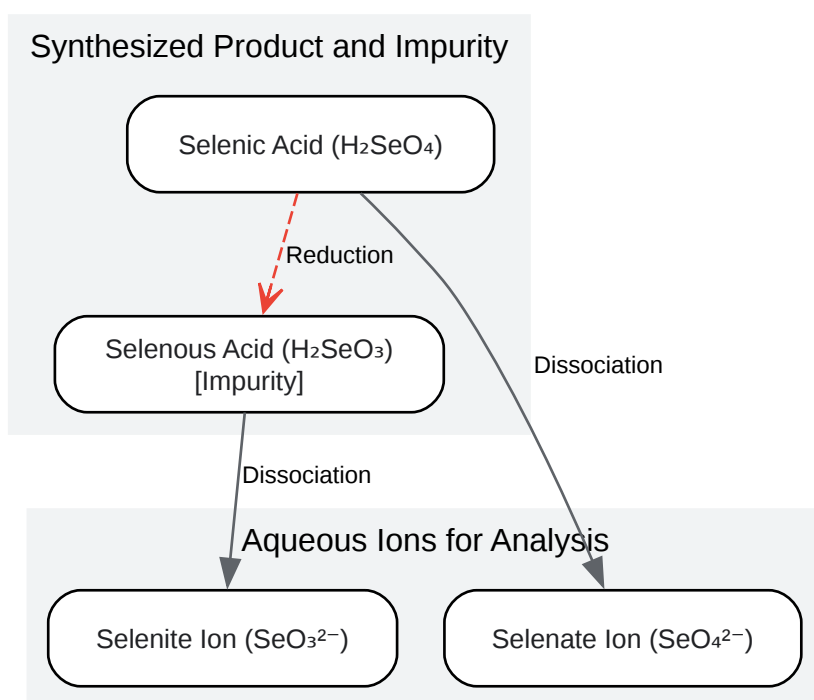 Synthesized Product and Impurity
Selenic Acid (H₂SeO₄)
Reduction
Selenous Acid (H₂SeO₃)
[Impurity]
Dissociation
Dissociation
Aqueous Ions for Analysis
Selenite Ion (SeO₃²⁻)
Selenate Ion (SeO₄²⁻)